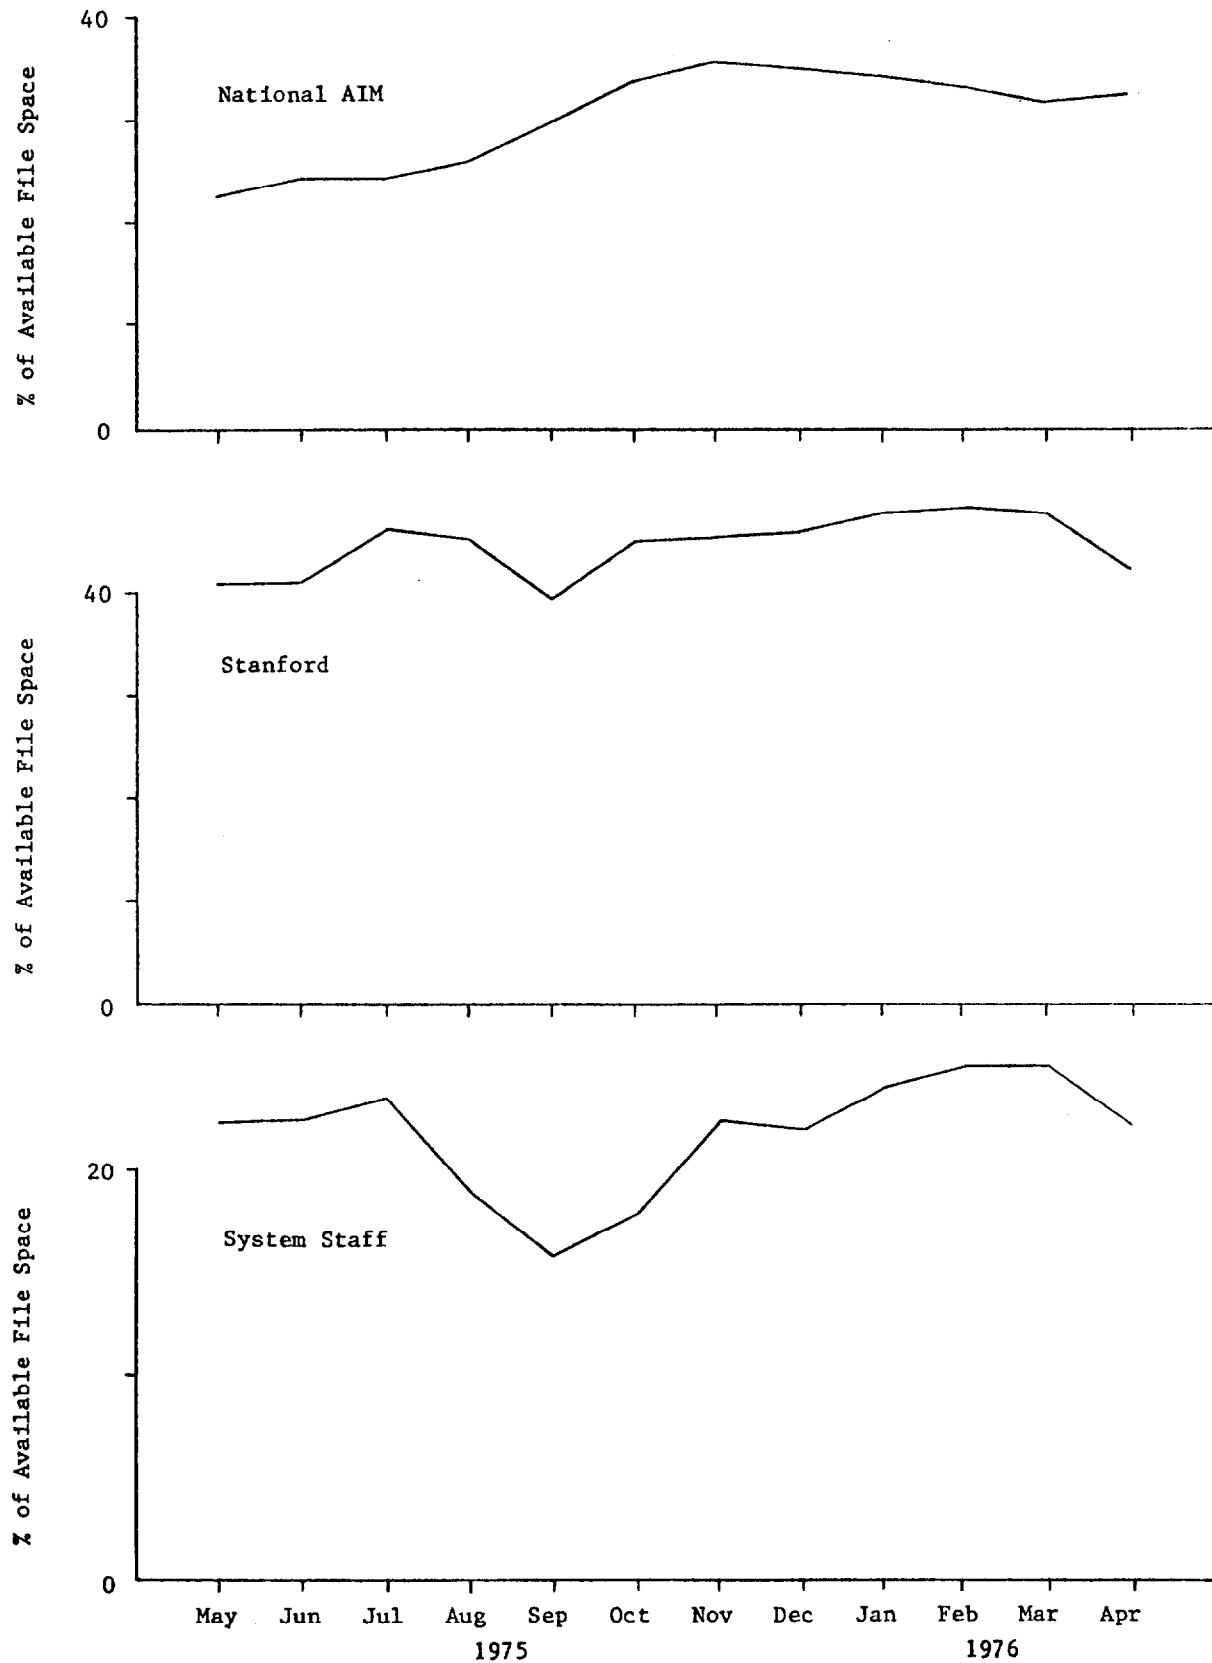 40
National AIM
% of Available File Space
0
40
Stanford
% of Available File Space
0
20
System Staff
% of Available File Space
0
May Jun Jul Aug Sep Oct Nov Dec Jan Feb Mar Apr
1975 1976